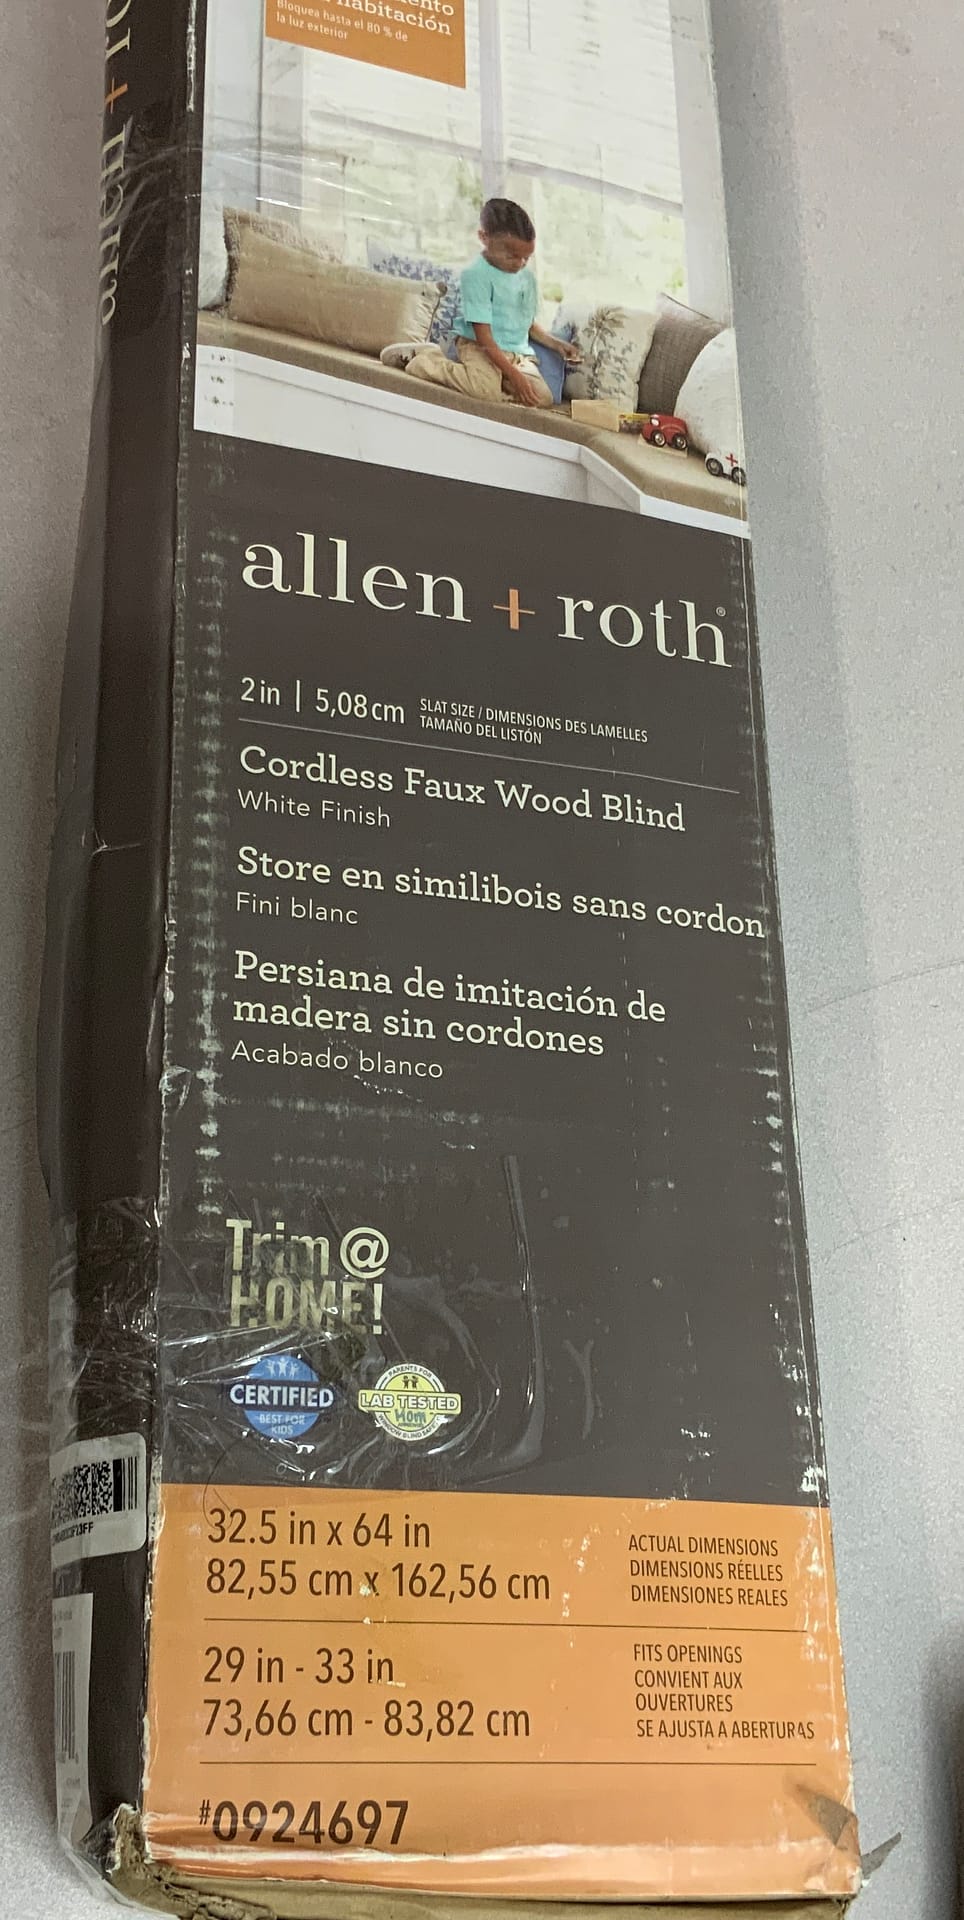 habitación
Bloquea hasta el 80 % de
la luz exterior
allen + roth®
2 in | 5,08 cm
SLAT SIZE / DIMENSIONS DES LAMELLES
TAMAÑO DEL LISTÓN
Cordless Faux Wood Blind
White Finish
Store en similibois sans cordon
Fini blanc
Persiana de imitación de
madera sin cordones
Acabado blanco
Trim @
HOME!
CERTIFIED
BEST FOR
KIDS
PARENTS FOR
LAB TESTED
Mom
32.5 in x 64 in
82,55 cm x 162,56 cm
ACTUAL DIMENSIONS
DIMENSIONS RÉELLES
DIMENSIONES REALES
29 in - 33 in
73,66 cm - 83,82 cm
FITS OPENINGS
CONVIENT AUX
OUVERTURES
SE AJUSTA A ABERTURAS
#0924697